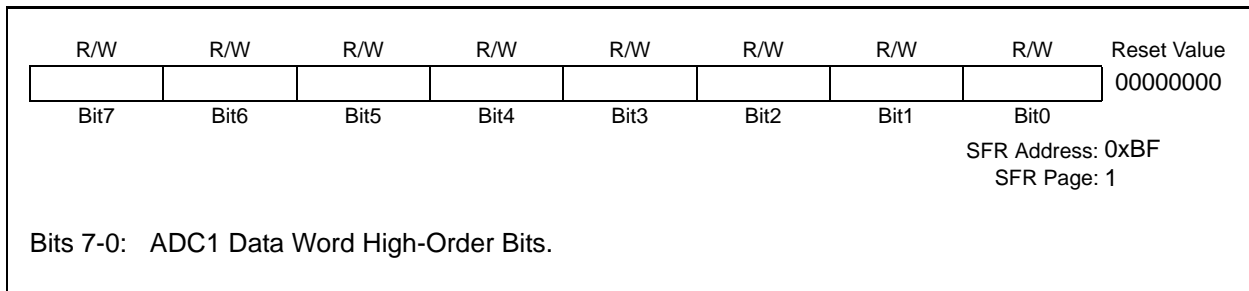 R/W R/W R/W R/W R/W R/W R/W R/W Reset Value
00000000
Bit7 Bit6 Bit5 Bit4 Bit3 Bit2 Bit1 Bit0
SFR Address: 0xBF
SFR Page: 1
Bits 7-0: ADC1 Data Word High-Order Bits.